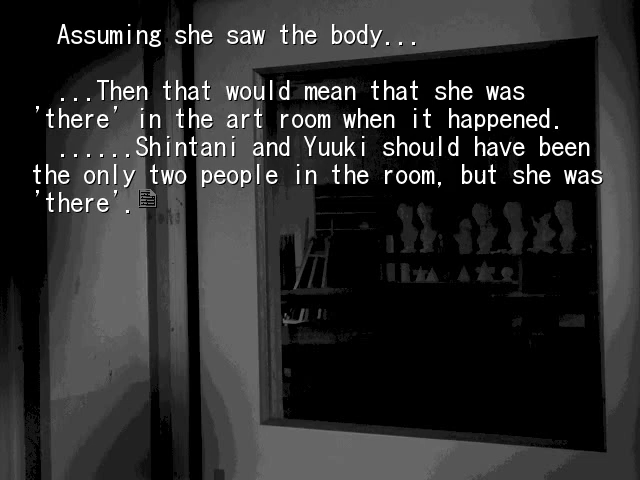 Assuming she saw the body...
...Then that would mean that she was
'there' in the art room when it happened.
......Shintani and Yuuki should have been
the only two people in the room, but she was
'there'.